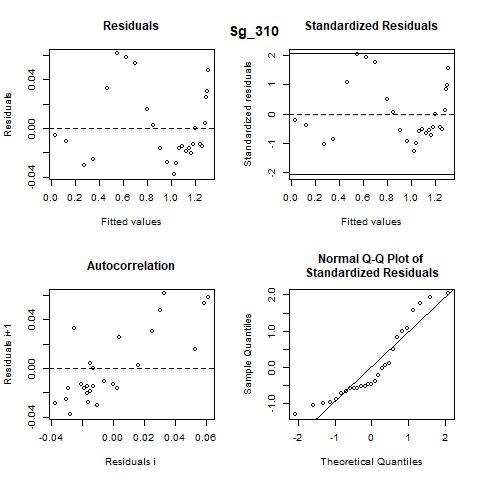 Sg_310
Residuals
0.04
0.00
-0.04
Residuals
0.0 0.2 0.4 0.6 0.8 1.0 1.2
Fitted values
Standardized Residuals
2
1
0
-1
-2
Standardized residuals
0.0 0.2 0.4 0.6 0.8 1.0 1.2
Fitted values
Autocorrelation
0.04
0.00
-0.04
Residuals i+1
-0.04 -0.02 0.00 0.02 0.04 0.06
Residuals i
Normal Q-Q Plot of
Standardized Residuals
2.0
1.0
0.0
-1.0
Sample Quantiles
-2 -1 0 1 2
Theoretical Quantiles